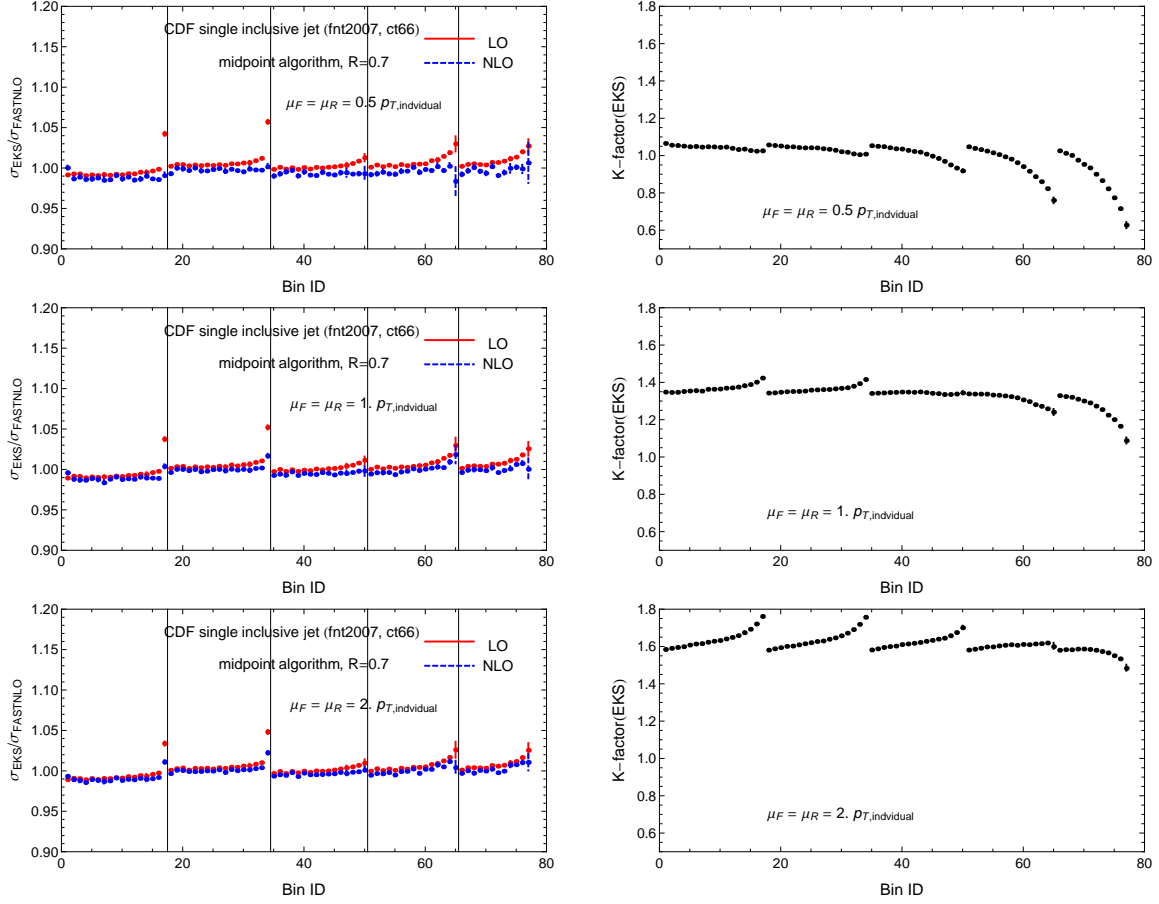 1.20
1.15
1.10
1.05
1.00
0.95
0.90
σEKS/σFASTNLO
CDF single inclusive jet (fnt2007, ct66)
midpoint algorithm, R=0.7
μF = μR = 0.5 pT,indvidual
LO
NLO
0 20 40 60 80
Bin ID
1.8
1.6
1.4
1.2
1.0
0.8
0.6
K−factor(EKS)
μF = μR = 0.5 pT,indvidual
0 20 40 60 80
Bin ID
1.20
1.15
1.10
1.05
1.00
0.95
0.90
σEKS/σFASTNLO
CDF single inclusive jet (fnt2007, ct66)
midpoint algorithm, R=0.7
μF = μR = 1. pT,indvidual
LO
NLO
0 20 40 60 80
Bin ID
1.8
1.6
1.4
1.2
1.0
0.8
0.6
K−factor(EKS)
μF = μR = 1. pT,indvidual
0 20 40 60 80
Bin ID
1.20
1.15
1.10
1.05
1.00
0.95
0.90
σEKS/σFASTNLO
CDF single inclusive jet (fnt2007, ct66)
midpoint algorithm, R=0.7
μF = μR = 2. pT,indvidual
LO
NLO
0 20 40 60 80
Bin ID
1.8
1.6
1.4
1.2
1.0
0.8
0.6
K−factor(EKS)
μF = μR = 2. pT,indvidual
0 20 40 60 80
Bin ID